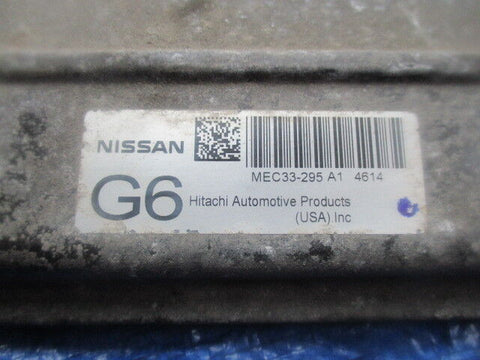 NISSAN
MEC33-295 A1 4614
G6
Hitachi Automotive Products
(USA) Inc